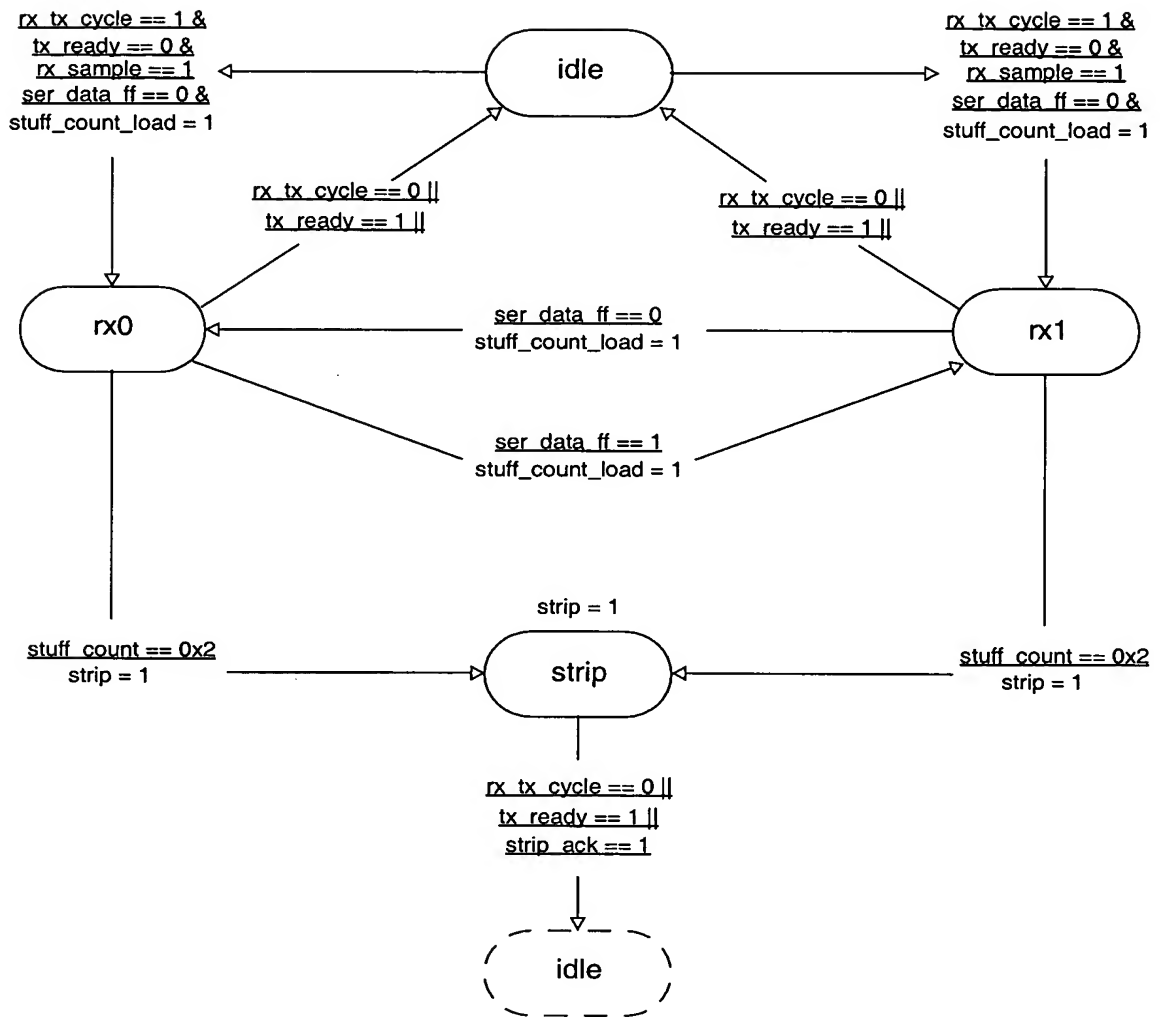 rx_tx_cycle == 1 &
tx_ready == 0 &
rx_sample == 1
ser_data_ff == 0 &
stuff_count_load = 1
idle
rx_tx_cycle == 1 &
tx_ready == 0 &
rx_sample == 1
ser_data_ff == 0 &
stuff_count_load = 1
rx_tx_cycle == 0 ||
tx_ready == 1 ||
rx_tx_cycle == 0 ||
tx_ready == 1 ||
rx0
ser_data_ff == 0
stuff_count_load = 1
rx1
ser_data_ff == 1
stuff_count_load = 1
stuff_count == 0x2
strip = 1
strip = 1
strip
stuff_count == 0x2
strip = 1
rx_tx_cycle == 0 ||
tx_ready == 1 ||
strip_ack == 1
idle